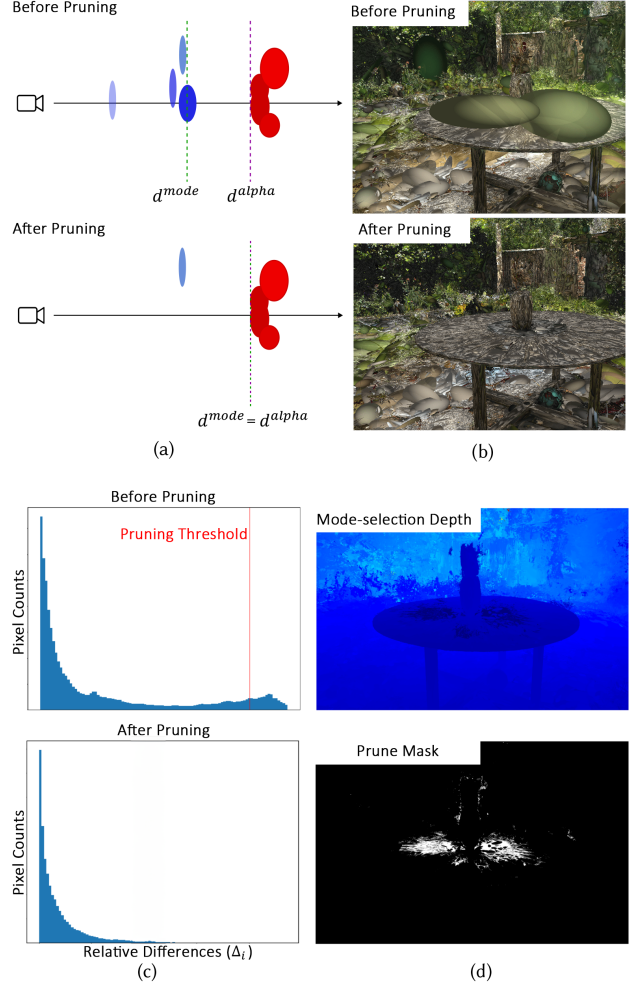 Before Pruning
d^mode
d^alpha
After Pruning
d^mode = d^alpha
(a)
Before Pruning
After Pruning
(b)
Before Pruning
Pruning Threshold
Pixel Counts
After Pruning
Pixel Counts
Relative Differences (Δ_i)
(c)
Mode-selection Depth
Prune Mask
(d)